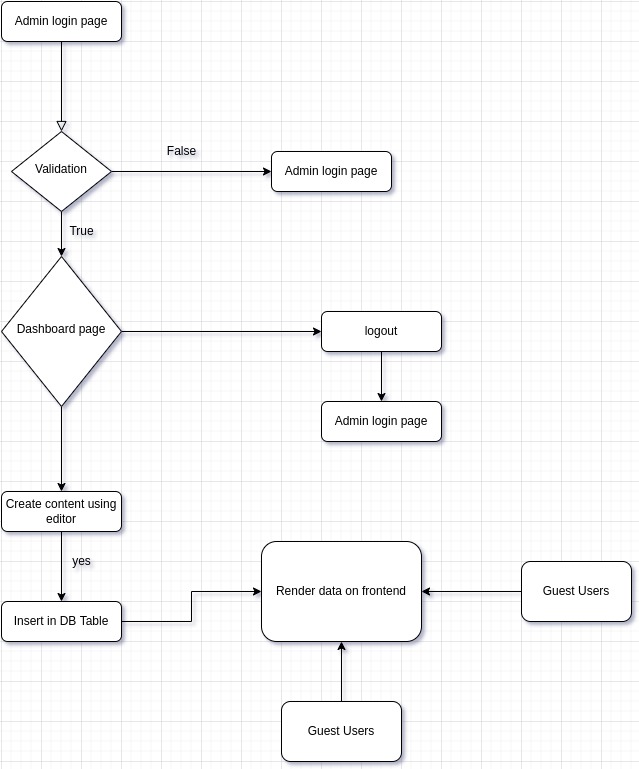 Admin login page
False
Validation
Admin login page
True
Dashboard page
logout
Admin login page
Create content using
editor
yes
Render data on frontend
Guest Users
Insert in DB Table
Guest Users